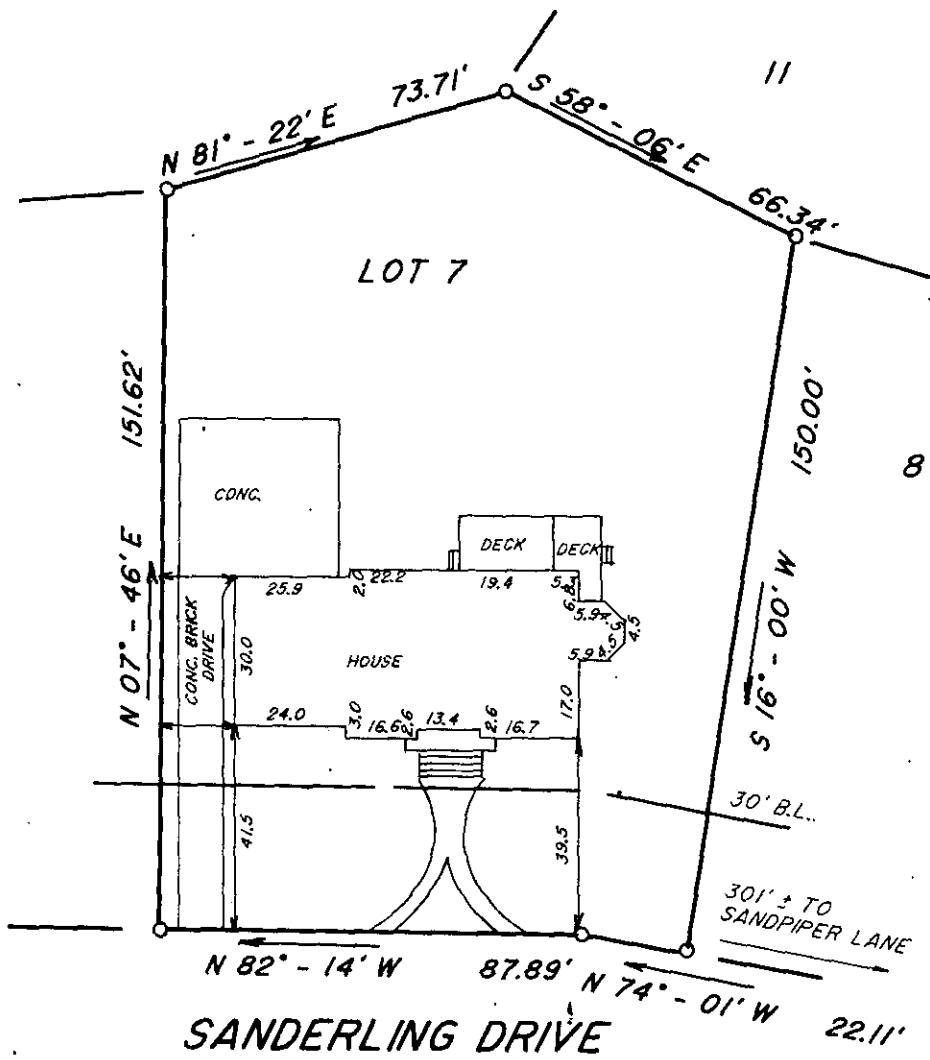 11
73.71'
N 81° - 22' E
S 58° - 06' E
66.34'
LOT 7
151.62'
N 07° - 46' E
150.00'
8
S 16° - 00' W
CONC.
DECK
DECK
25.9
2.0
22.2
19.4
6.8
5.9
4.5
4.5
5.9
4.5
CONC. BRICK
DRIVE
30.0
HOUSE
17.0
24.0
3.0
16.6
2.6
13.4
2.6
16.7
30' B.L.
41.5
39.5
301' ± TO
SANDPIPER LANE
N 82° - 14' W
87.89'
N 74° - 01' W
22.11'
SANDERLING DRIVE